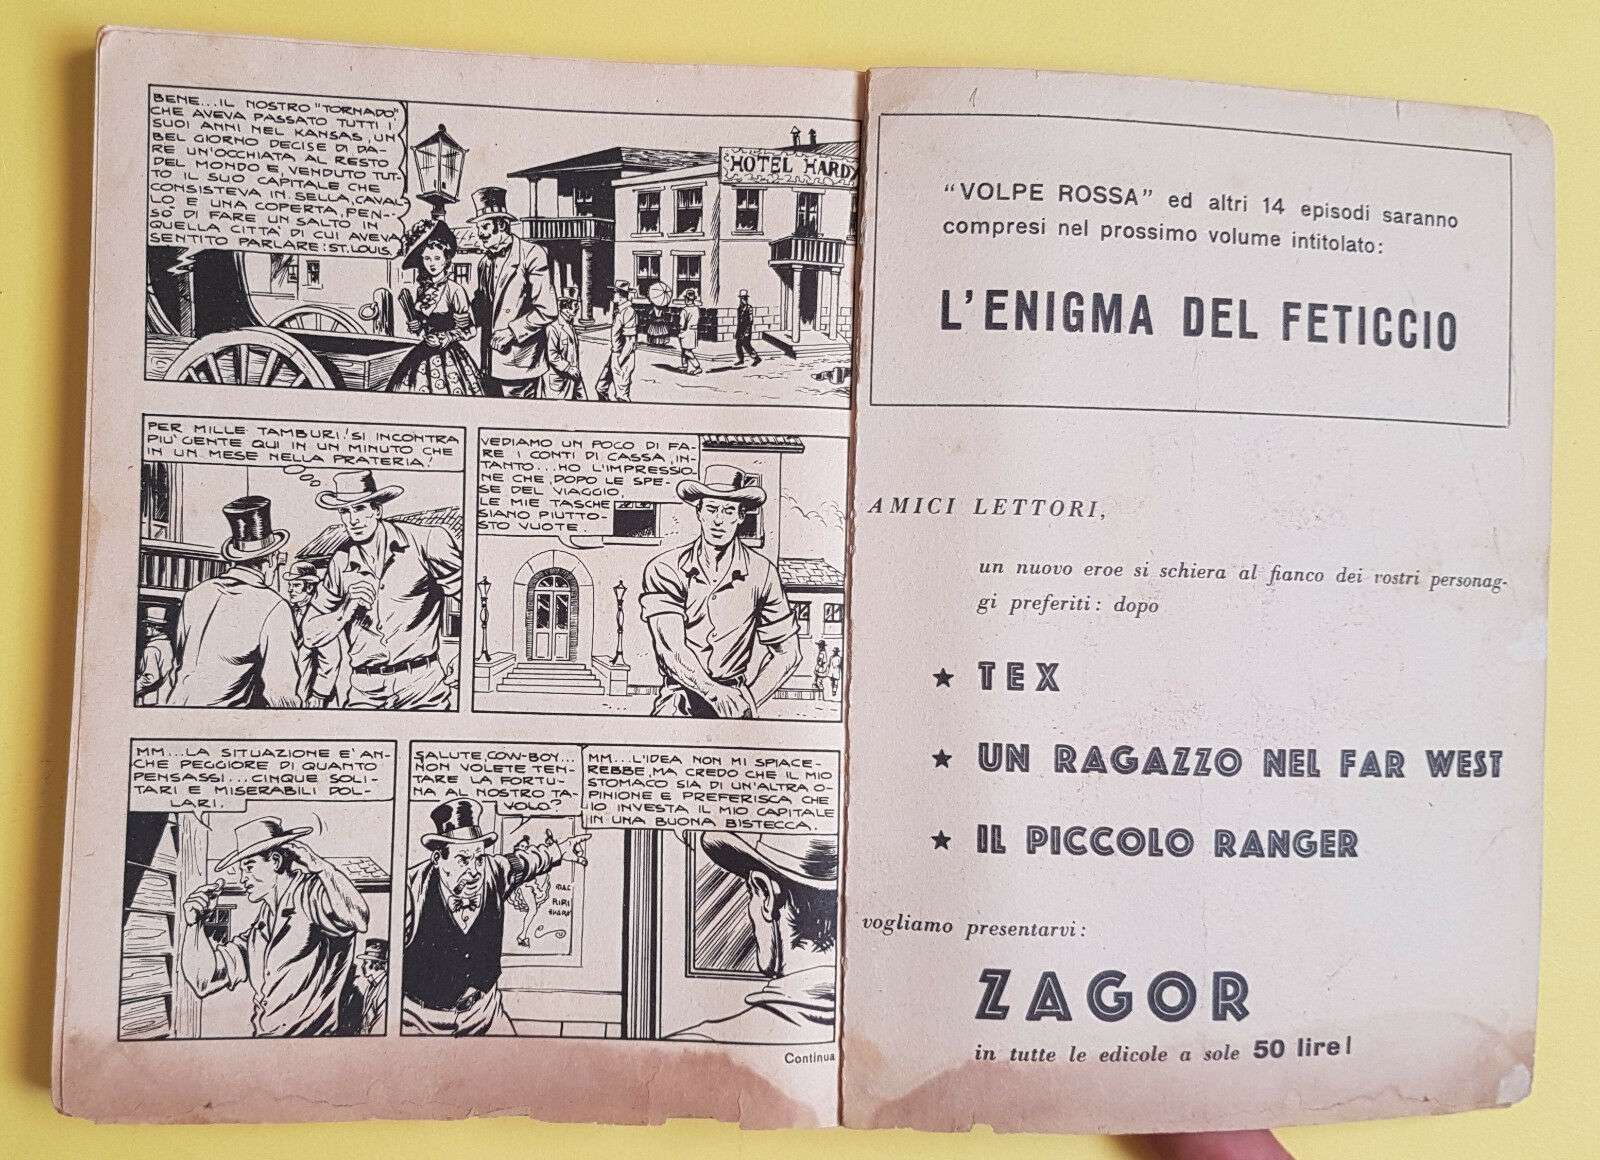 BENE...IL NOSTRO "TORNADO"
CHE AVEVA PASSATO TUTTI I
SUOI ANNI NEL KANSAS, UN
BEL GIORNO DECISE DI DA-
RE UN'OCCHIATA AL RESTO
DEL MONDO E, VENDUTO TUT-
TO IL SUO CAPITALE CHE
CONSISTEVA IN SELLA, CAVAL-
LO E UNA COPERTA, PEN-
SO' DI FARE UN SALTO IN
QUELLA CITTA' DI CUI AVEVA
SENTITO PARLARE: ST. LOUIS.
HOTEL HARDY
PER MILLE TAMBURI! SI INCONTRA
PIU' GENTE QUI IN UN MINUTO CHE
IN UN MESE NELLA PRATERIA!
VEDIAMO UN POCO DI FA-
RE I CONTI DI CASSA, IN-
TANTO...HO L'IMPRESSIO-
NE CHE, DOPO LE SPE-
SE DEL VIAGGIO,
LE MIE TASCHE
SIANO PIUTTO-
STO VUOTE.
MM...LA SITUAZIONE E' AN-
CHE PEGGIORE DI QUANTO
PENSASSI...CINQUE SOLI-
TARI E MISERABILI DOL-
LARI.
SALUTE, COW-BOY...
NON VOLETE TEN-
TARE LA FORTU-
NA AL NOSTRO TA-
VOLO?
MM...L'IDEA NON MI SPIACE-
REBBE, MA CREDO CHE IL MIO
STOMACO SIA DI UN'ALTRA O-
PINIONE E PREFERISCA CHE
IO INVESTA IL MIO CAPITALE
IN UNA BUONA BISTECCA.
RIRI
Continua
1
"VOLPE ROSSA" ed altri 14 episodi saranno
compresi nel prossimo volume intitolato:
L'ENIGMA DEL FETICCIO
AMICI LETTORI,
un nuovo eroe si schiera al fianco dei vostri personag-
gi preferiti: dopo
★ TEX
★ UN RAGAZZO NEL FAR WEST
★ IL PICCOLO RANGER
vogliamo presentarvi:
ZAGOR
in tutte le edicole a sole 50 lire!